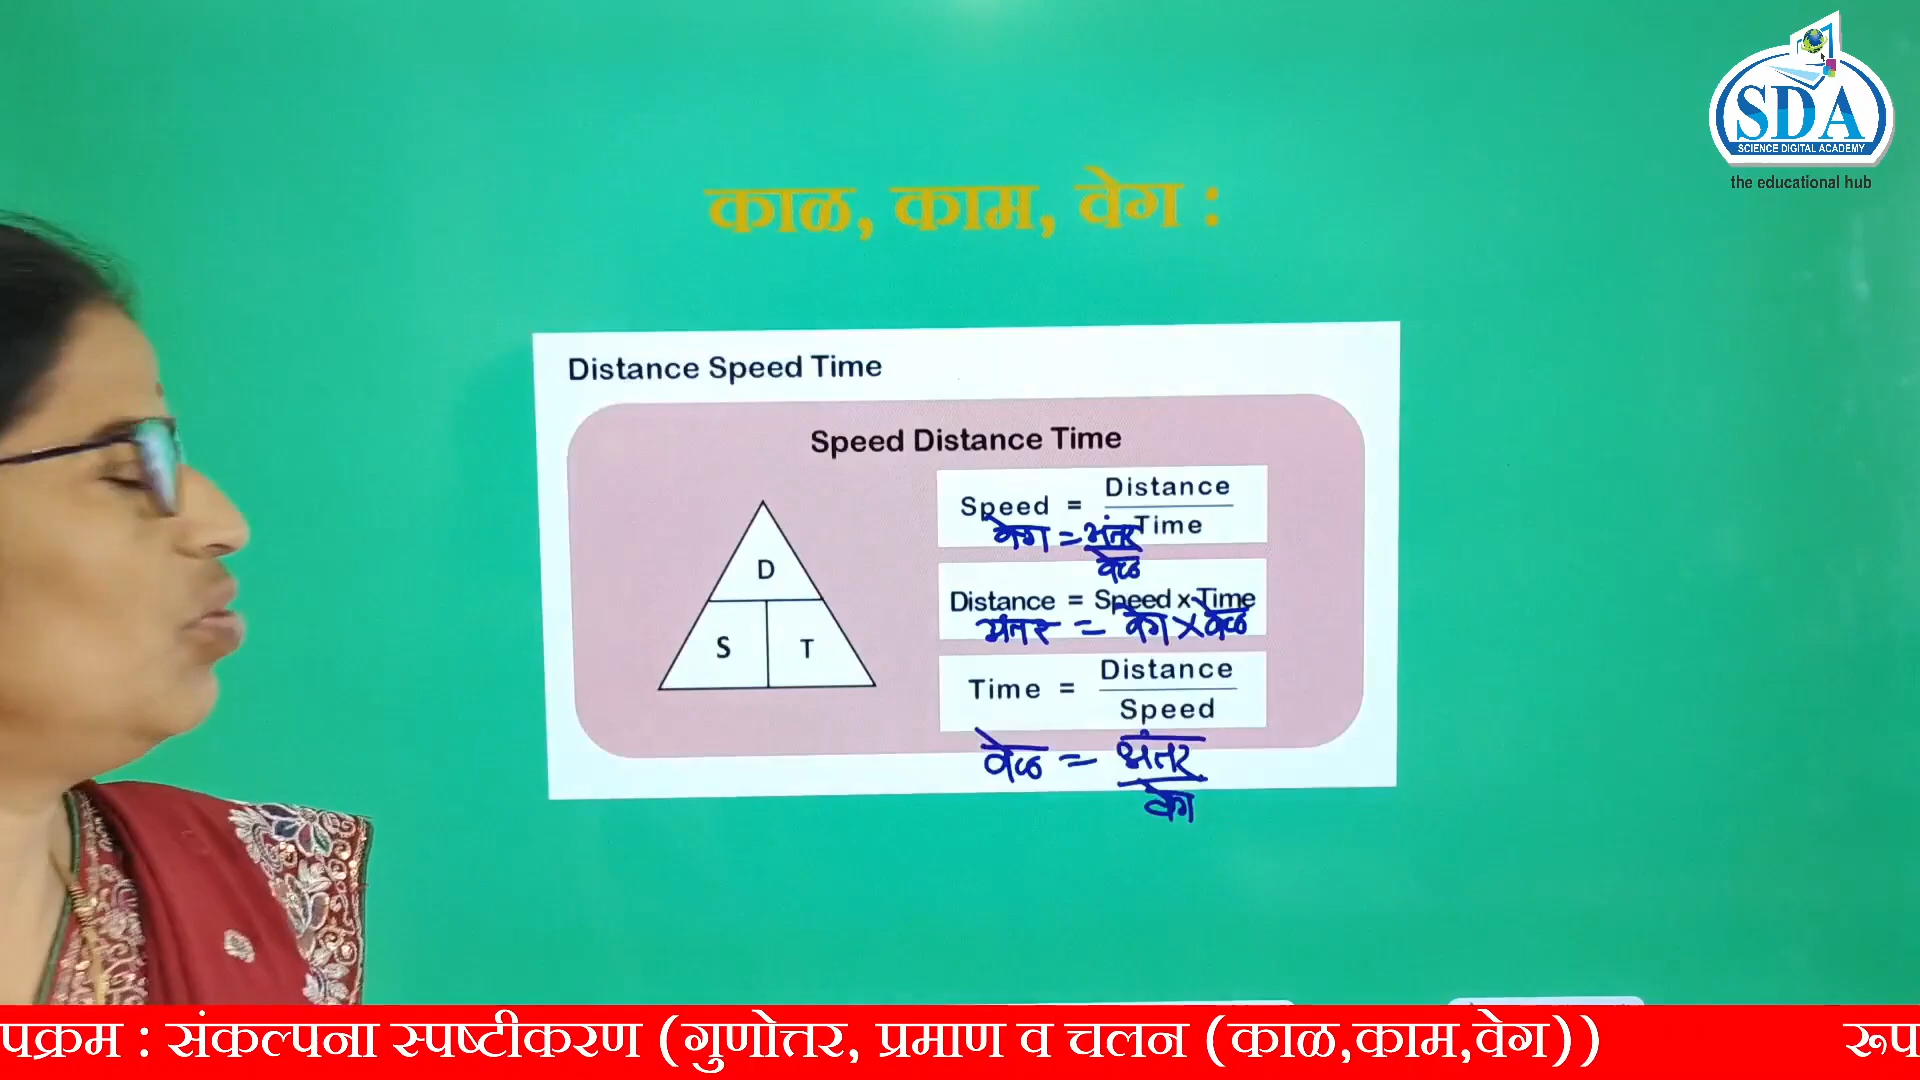 SDA
SCIENCE DIGITAL ACADEMY
the educational hub
काळ, काम, वेग :
Distance Speed Time
Speed Distance Time
D
S T
Speed = Distance
Time
वेग = अंतर
वेळ
Distance = Speed x Time
अंतर = वेग x वेळ
Time = Distance
Speed
वेळ = अंतर
वेग
पक्रम : संकल्पना स्पष्टीकरण (गुणोत्तर, प्रमाण व चलन (काळ,काम,वेग)) रूप